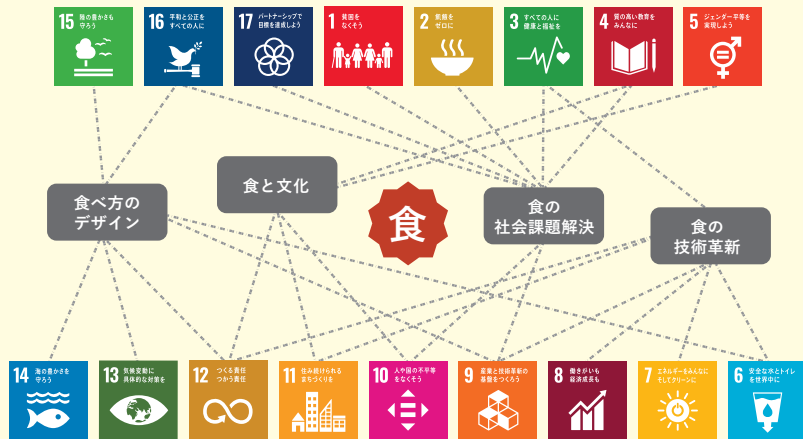 15 陸の豊かさも
守ろう
16 平和と公正を
すべての人に
17 パートナーシップで
目標を達成しよう
1 貧困を
なくそう
2 飢餓を
ゼロに
3 すべての人に
健康と福祉を
4 質の高い教育を
みんなに
5 ジェンダー平等を
実現しよう
食べ方の
デザイン
食と文化
食
食の
社会課題解決
食の
技術革新
14 海の豊かさを
守ろう
13 気候変動に
具体的な対策を
12 つくる責任
つかう責任
11 住み続けられる
まちづくりを
10 人や国の不平等
をなくそう
9 産業と技術革新の
基盤をつくろう
8 働きがいも
経済成長も
7 エネルギーをみんなに
そしてクリーンに
6 安全な水とトイレ
を世界中に